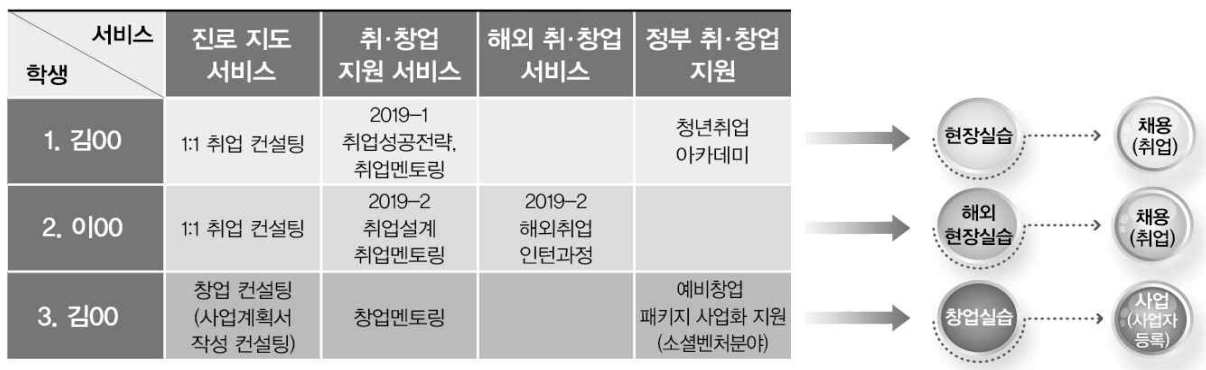 서비스
학생
진로 지도
서비스
취·창업
지원 서비스
해외 취·창업
서비스
정부 취·창업
지원
1. 김00
1:1 취업 컨설팅
2019-1
취업성공전략,
취업멘토링
청년취업
아카데미
현장실습
채용
(취업)
2. 이00
1:1 취업 컨설팅
2019-2
취업설계
취업멘토링
2019-2
해외취업
인턴과정
해외
현장실습
채용
(취업)
3. 김00
창업 컨설팅
(사업계획서
작성 컨설팅)
창업멘토링
예비창업
패키지 사업화 지원
(소셜벤처분야)
창업실습
사업
(사업자
등록)